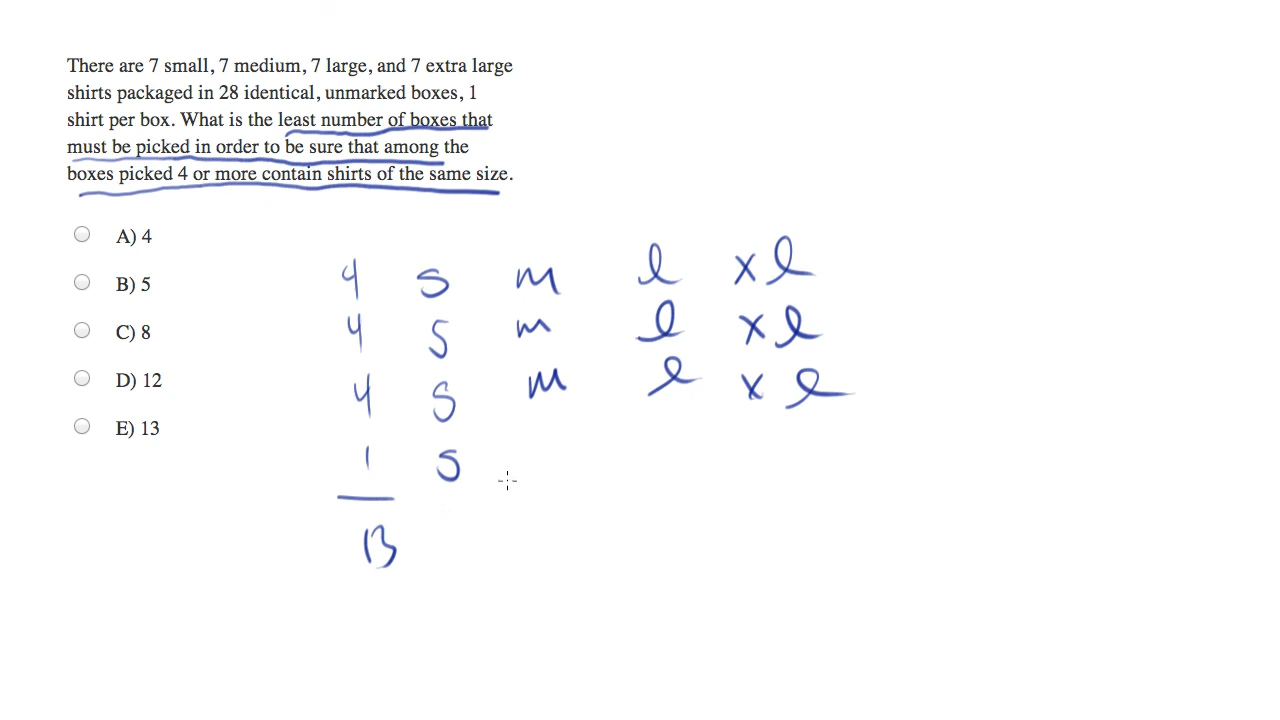 There are 7 small, 7 medium, 7 large, and 7 extra large
shirts packaged in 28 identical, unmarked boxes, 1
shirt per box. What is the least number of boxes that
must be picked in order to be sure that among the
boxes picked 4 or more contain shirts of the same size.
A) 4
B) 5
C) 8
D) 12
E) 13
4 s m l xl
4 s m l xl
4 s m l xl
1 s
13